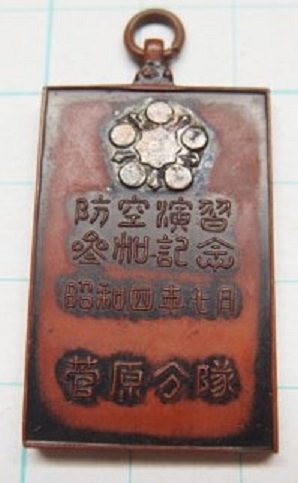 防空演習
参加記念
昭和四年七月
菅原分隊